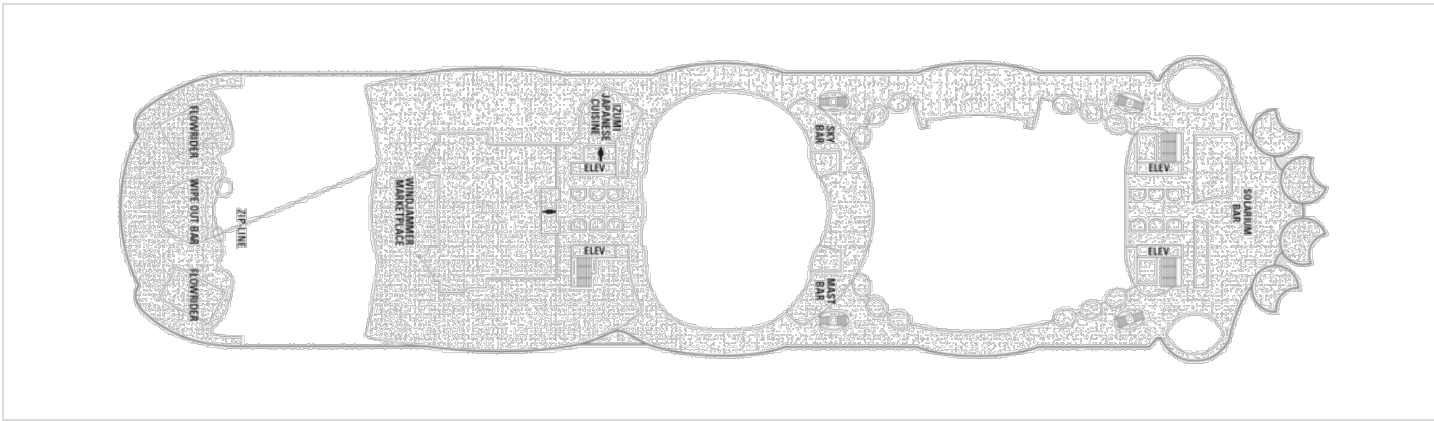 FLOWRIDER
WIPE OUT BAR
FLOWRIDER
ZIP LINE
WINDJAMMER
MARKETPLACE
IZUMI
JAPANESE
CUISINE
ELEV
ELEV
SKY
BAR
MAST
BAR
ELEV
ELEV
SOLARIUM
BAR